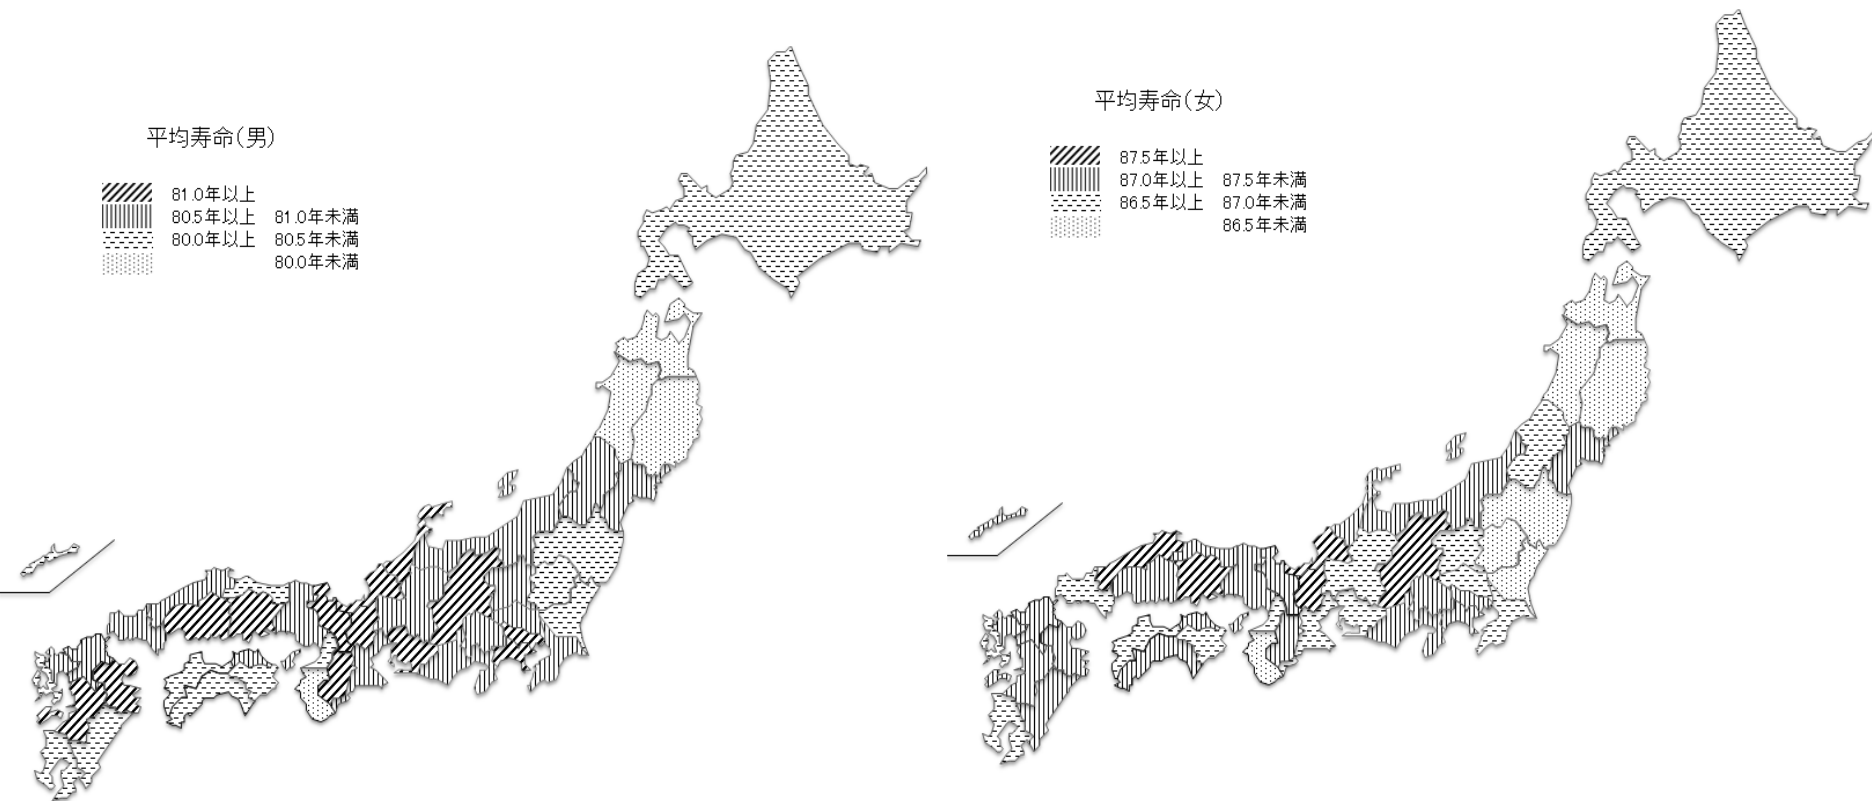 平均寿命(男)
81.0年以上
80.5年以上 81.0年未満
80.0年以上 80.5年未満
80.0年未満
平均寿命(女)
87.5年以上
87.0年以上 87.5年未満
86.5年以上 87.0年未満
86.5年未満